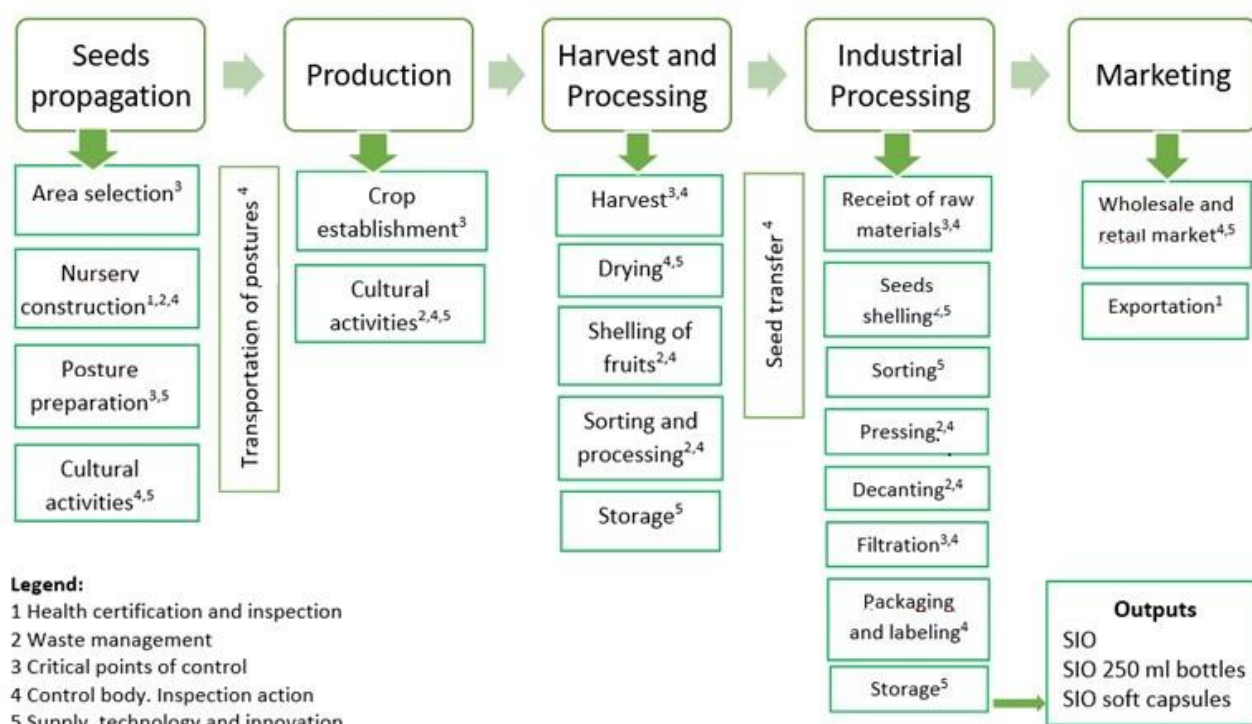 Seeds
propagation
Production
Harvest and
Processing
Industrial
Processing
Marketing
Area selection³
Nursery
construction¹,²,⁴
Posture
preparation³,⁵
Cultural
activities⁴,⁵
Transportation of postures ⁴
Crop
establishment³
Cultural
activities²,⁴,⁵
Harvest³,⁴
Drying⁴,⁵
Shelling of
fruits²,⁴
Sorting and
processing²,⁴
Storage⁵
Seed transfer ⁴
Receipt of raw
materials³,⁴
Seeds
shelling²,⁵
Sorting⁵
Pressing²,⁴
Decanting²,⁴
Filtration³,⁴
Packaging
and labeling⁴
Storage⁵
Wholesale and
retail market⁴,⁵
Exportation¹
Outputs
SIO
SIO 250 ml bottles
SIO soft capsules
Legend:
1 Health certification and inspection
2 Waste management
3 Critical points of control
4 Control body. Inspection action
5 Supply, technology and innovation